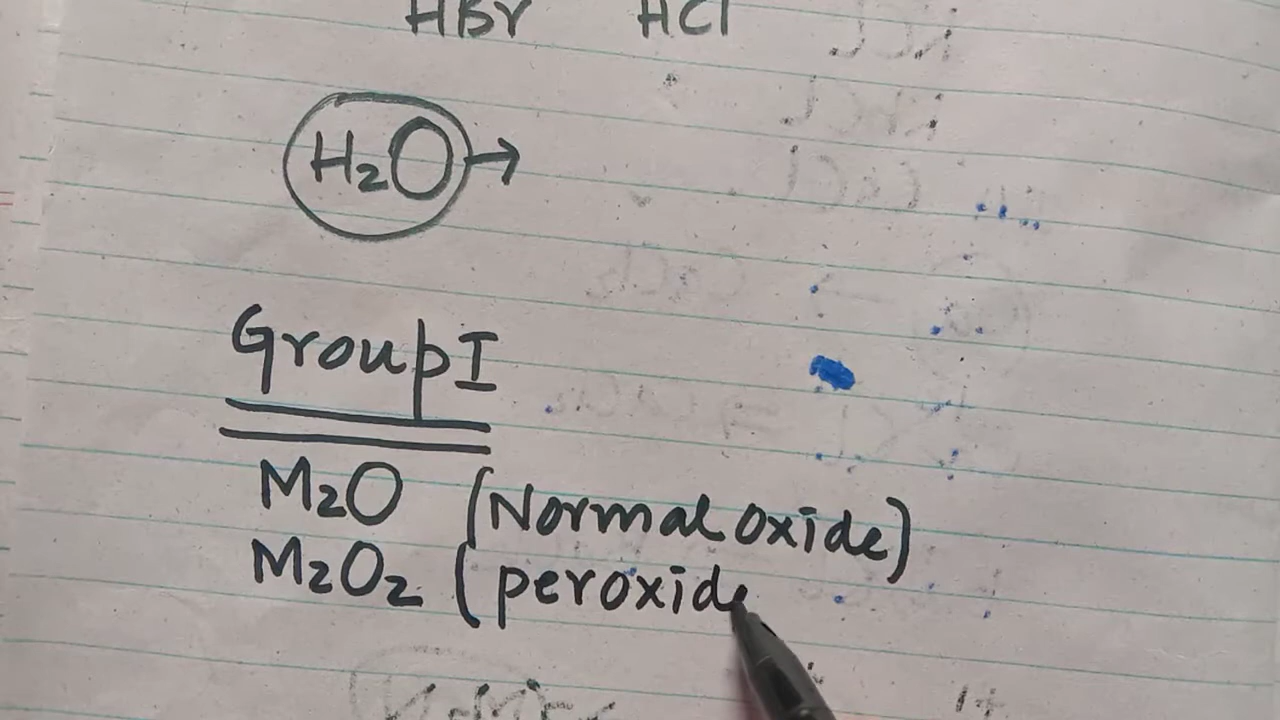 HBr HCl
H₂O →
Group I
M₂O (Normal oxide)
M₂O₂ (peroxide